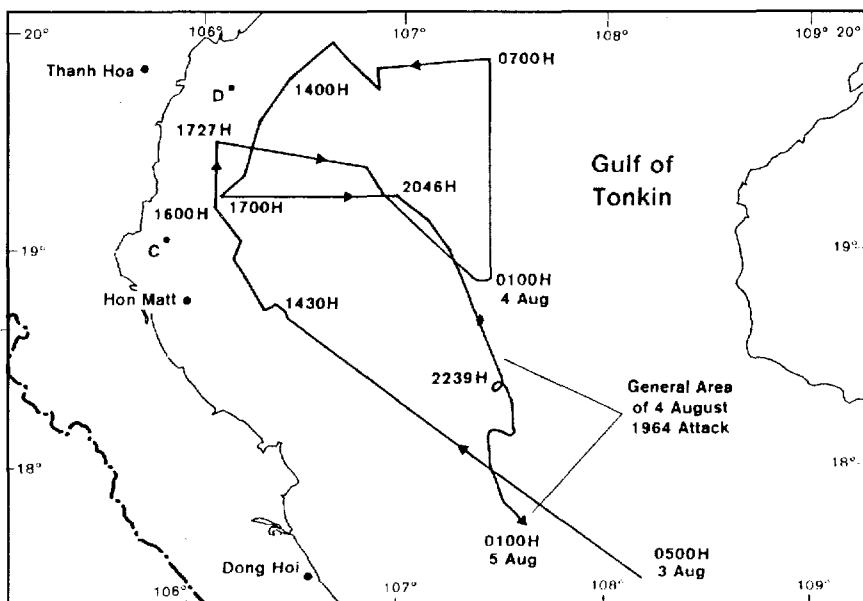 20° 106° 107° 108° 109° 20°
Thanh Hoa
0700H
D
1400H
1727H
Gulf of
Tonkin
2046H
1600H 1700H
19° C 19°
0100H
4 Aug
Hon Matt
1430H
2239H
General Area
of 4 August
1964 Attack
18° 18°
0100H
5 Aug
0500H
3 Aug
Dong Hoi
106° 107° 108° 109°